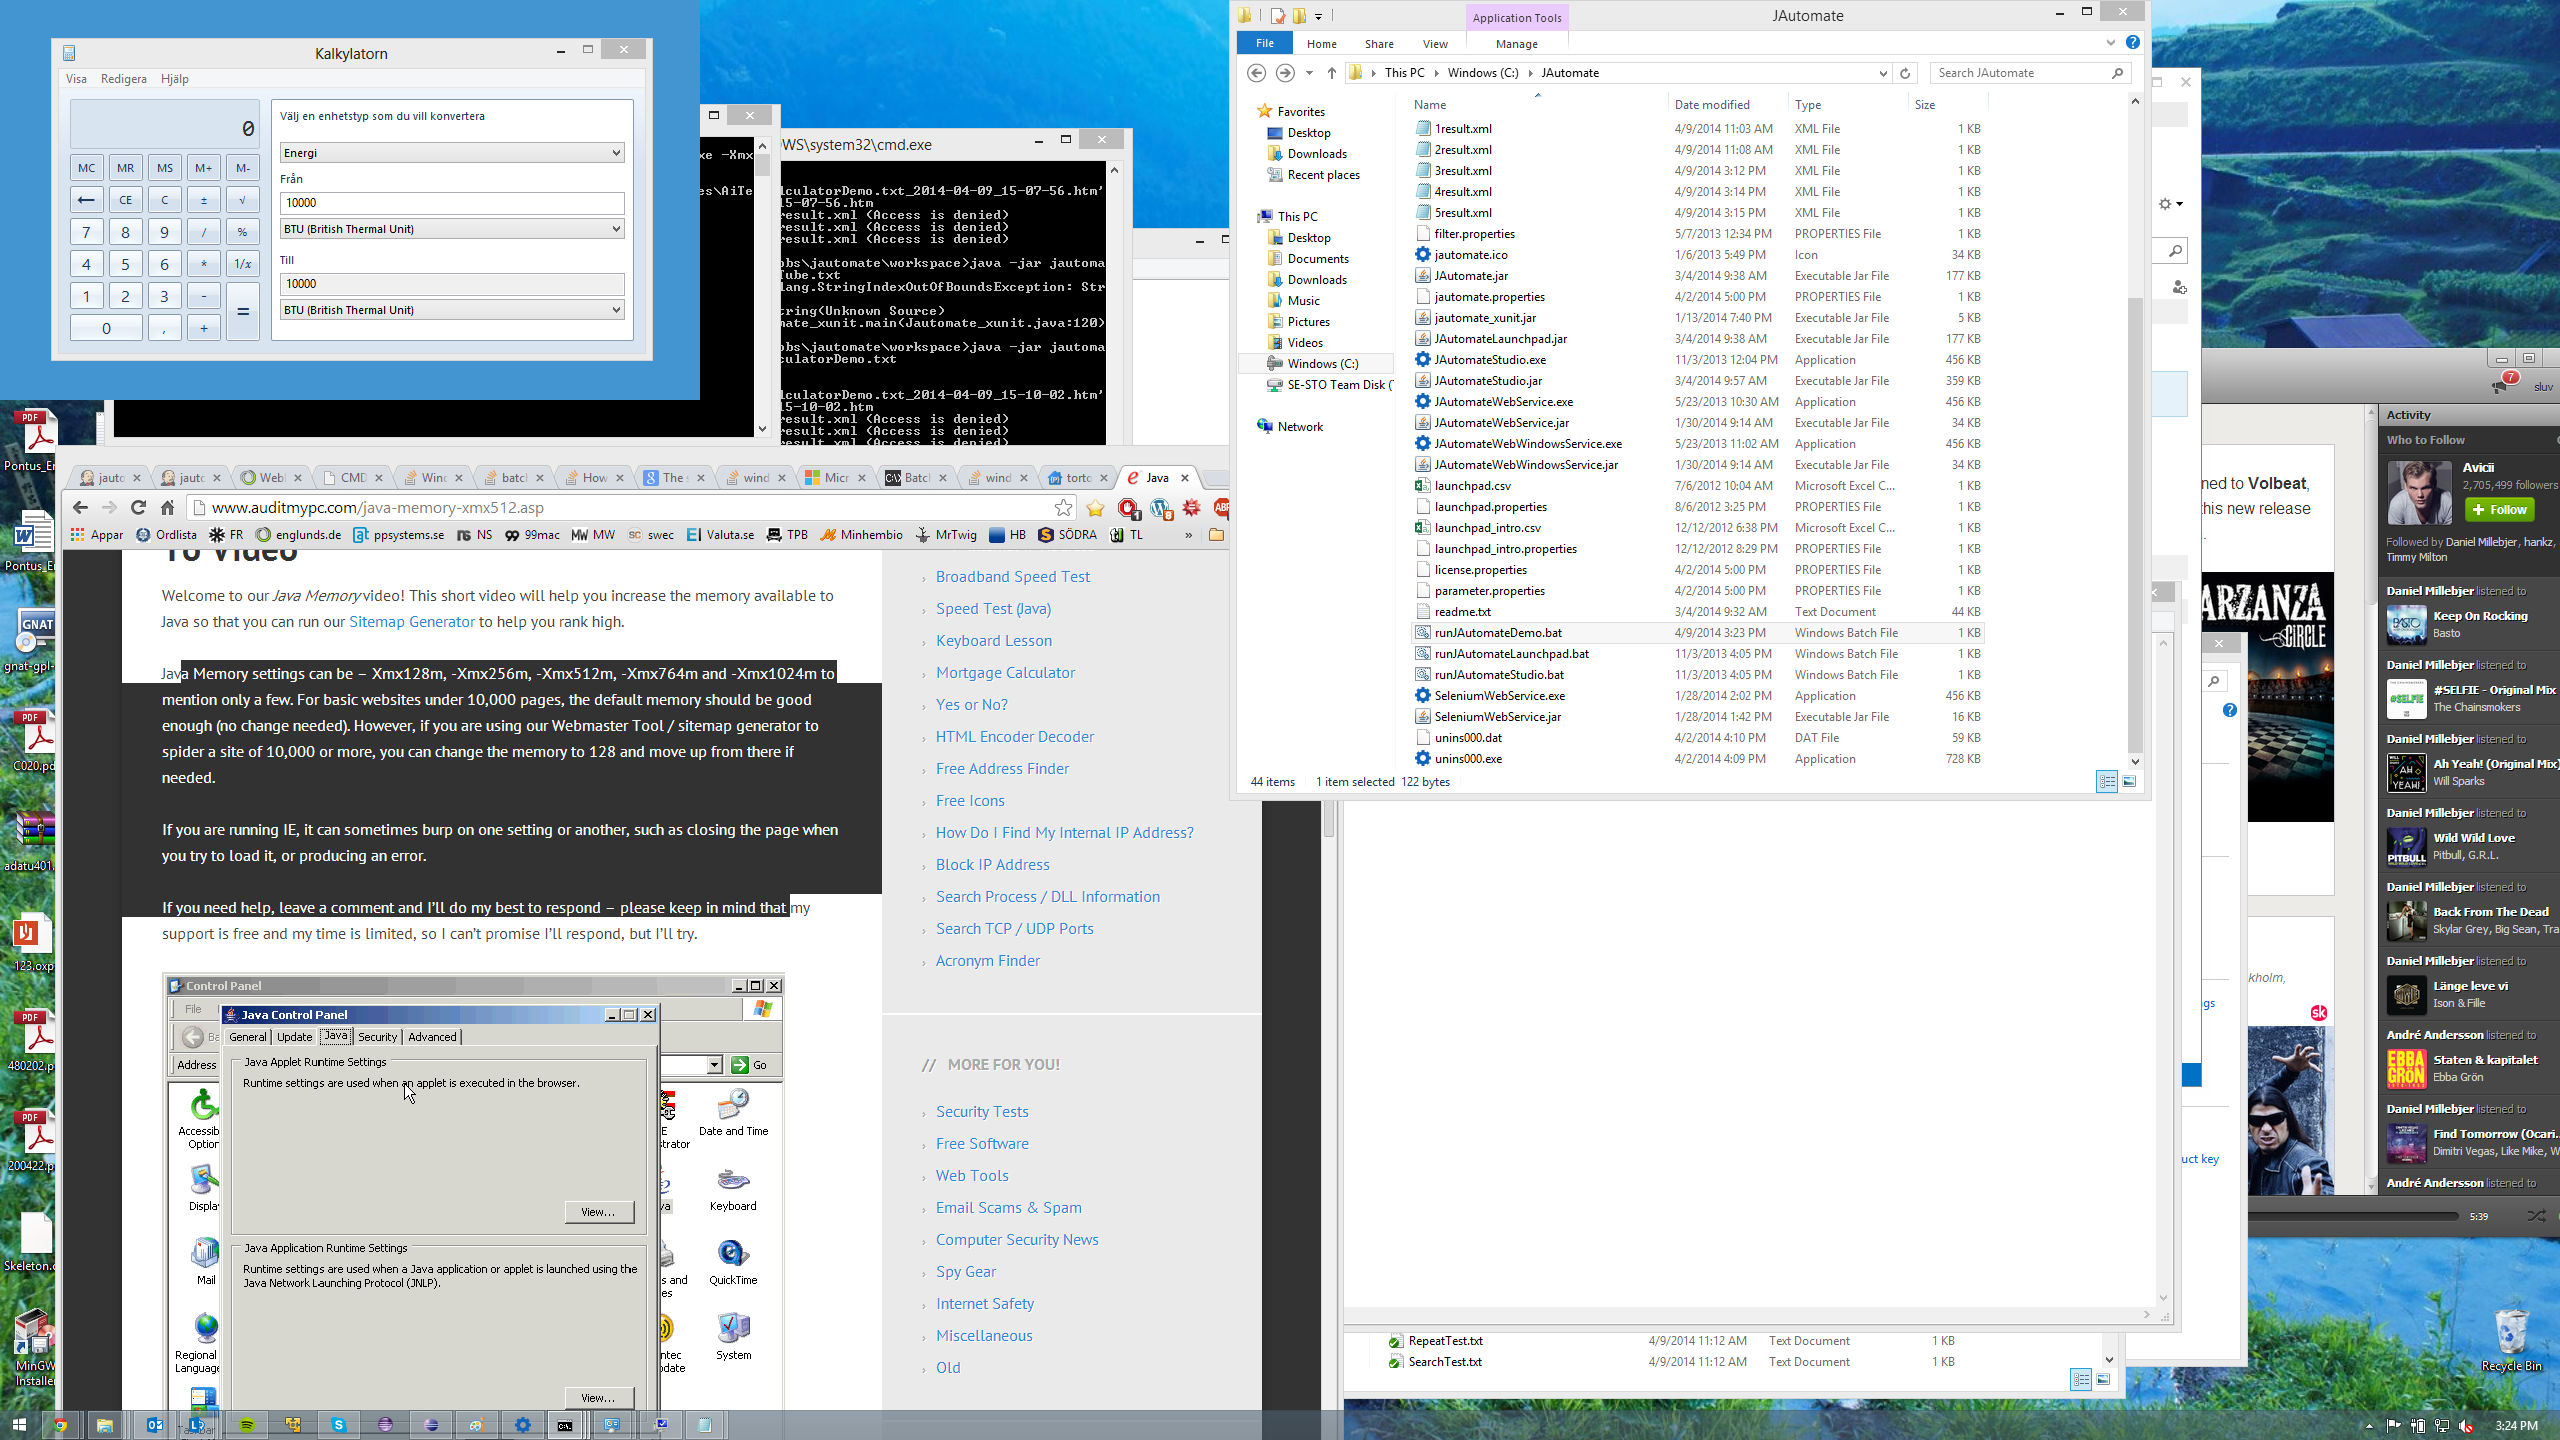 Kalkylatorn
Visa Redigera Hjälp
0
MC MR MS M+ M-
← CE C ± √
7 8 9 / %
4 5 6 * 1/x
1 2 3 - =
0 , +
Välj en enhetstyp som du vill konvertera
Energi
Från
10000
BTU (British Thermal Unit)
Till
10000
BTU (British Thermal Unit)
xe -Xmx
es\AiTe
WS\system32\cmd.exe
lculatorDemo.txt_2014-04-09_15-07-56.htm'
15-07-56.htm
result.xml (Access is denied)
result.xml (Access is denied)
result.xml (Access is denied)
obs\jautomate\workspace>java -jar jautoma
Tube.txt
lang.StringIndexOutOfBoundsException: Str
tring(Unknown Source)
mate_xunit.main(Jautomate_xunit.java:120)
obs\jautomate\workspace>java -jar jautoma
culatorDemo.txt
lculatorDemo.txt_2014-04-09_15-10-02.htm'
15-10-02.htm
result.xml (Access is denied)
result.xml (Access is denied)
result.xml (Access is denied)
Application Tools
JAutomate
File Home Share View Manage
This PC Windows (C:) JAutomate
Search JAutomate
Favorites
Desktop
Downloads
Recent places
This PC
Desktop
Documents
Downloads
Music
Pictures
Videos
Windows (C:)
SE-STO Team Disk (
Network
Name Date modified Type Size
1result.xml 4/9/2014 11:03 AM XML File 1 KB
2result.xml 4/9/2014 11:08 AM XML File 1 KB
3result.xml 4/9/2014 3:12 PM XML File 1 KB
4result.xml 4/9/2014 3:14 PM XML File 1 KB
5result.xml 4/9/2014 3:15 PM XML File 1 KB
filter.properties 5/7/2013 12:34 PM PROPERTIES File 1 KB
jautomate.ico 1/6/2013 5:49 PM Icon 34 KB
JAutomate.jar 3/4/2014 9:38 AM Executable Jar File 177 KB
jautomate.properties 4/2/2014 5:00 PM PROPERTIES File 1 KB
jautomate_xunit.jar 1/13/2014 7:40 PM Executable Jar File 5 KB
JAutomateLaunchpad.jar 3/4/2014 9:38 AM Executable Jar File 177 KB
JAutomateStudio.exe 11/3/2013 12:04 PM Application 456 KB
JAutomateStudio.jar 3/4/2014 9:57 AM Executable Jar File 359 KB
JAutomateWebService.exe 5/23/2013 10:30 AM Application 456 KB
JAutomateWebService.jar 1/30/2014 9:14 AM Executable Jar File 34 KB
JAutomateWebWindowsService.exe 5/23/2013 11:02 AM Application 456 KB
JAutomateWebWindowsService.jar 1/30/2014 9:14 AM Executable Jar File 34 KB
launchpad.csv 7/6/2012 10:04 AM Microsoft Excel C... 1 KB
launchpad.properties 8/6/2012 3:25 PM PROPERTIES File 1 KB
launchpad_intro.csv 12/12/2012 6:38 PM Microsoft Excel C... 1 KB
launchpad_intro.properties 12/12/2012 8:29 PM PROPERTIES File 1 KB
license.properties 4/2/2014 5:00 PM PROPERTIES File 1 KB
parameter.properties 4/2/2014 5:00 PM PROPERTIES File 1 KB
readme.txt 3/4/2014 9:32 AM Text Document 44 KB
runJAutomateDemo.bat 4/9/2014 3:23 PM Windows Batch File 1 KB
runJAutomateLaunchpad.bat 11/3/2013 4:05 PM Windows Batch File 1 KB
runJAutomateStudio.bat 11/3/2013 4:05 PM Windows Batch File 1 KB
SeleniumWebService.exe 1/28/2014 2:02 PM Application 456 KB
SeleniumWebService.jar 1/28/2014 1:42 PM Executable Jar File 16 KB
unins000.dat 4/2/2014 4:10 PM DAT File 59 KB
unins000.exe 4/2/2014 4:09 PM Application 728 KB
44 items 1 item selected 122 bytes
RepeatTest.txt 4/9/2014 11:12 AM Text Document 1 KB
SearchTest.txt 4/9/2014 11:12 AM Text Document 1 KB
jauto jauto Webl CMD Winc batcl How The wind Micr Batcl wind torto Java
www.auditmypc.com/java-memory-xmx512.asp
Appar Ordlista FR englunds.de ppsystems.se NS 99mac MW swec Valuta.se TPB Minhembio MrTwig HB SÖDRA TL »
To Video
Welcome to our Java Memory video! This short video will help you increase the memory available to
Java so that you can run our Sitemap Generator to help you rank high.
Java Memory settings can be – Xmx128m, -Xmx256m, -Xmx512m, -Xmx764m and -Xmx1024m to
mention only a few. For basic websites under 10,000 pages, the default memory should be good
enough (no change needed). However, if you are using our Webmaster Tool / sitemap generator to
spider a site of 10,000 or more, you can change the memory to 128 and move up from there if
needed.
If you are running IE, it can sometimes burp on one setting or another, such as closing the page when
you try to load it, or producing an error.
If you need help, leave a comment and I'll do my best to respond – please keep in mind that my
support is free and my time is limited, so I can't promise I'll respond, but I'll try.
Control Panel
File
Java Control Panel
General Update Java Security Advanced
Address
Go
Java Applet Runtime Settings
Runtime settings are used when an applet is executed in the browser.
View...
Java Application Runtime Settings
Runtime settings are used when a Java application or applet is launched using the
Java Network Launching Protocol (JNLP).
View...
Accessib
Option
Display
Mail
Regional
Language
Date and Time
Keyboard
QuickTime
System
Broadband Speed Test
Speed Test (Java)
Keyboard Lesson
Mortgage Calculator
Yes or No?
HTML Encoder Decoder
Free Address Finder
Free Icons
How Do I Find My Internal IP Address?
Block IP Address
Search Process / DLL Information
Search TCP / UDP Ports
Acronym Finder
// MORE FOR YOU!
Security Tests
Free Software
Web Tools
Email Scams & Spam
Computer Security News
Spy Gear
Internet Safety
Miscellaneous
Old
PDF
Pontus_Er
Pontus_Er
GNAT
gnat-gpl-
PDF
C020.pd
adatu401.
123.oxp
PDF
480202.p
PDF
200422.p
Skeleton.
MinGW
Installe
7
sluv
Activity
Who to Follow
Avicii
2,705,499 followers
Follow
Followed by Daniel Millebjer, hankz,
Timmy Milton
Daniel Millebjer listened to
Keep On Rocking
Basto
Daniel Millebjer listened to
#SELFIE - Original Mix
The Chainsmokers
Daniel Millebjer listened to
Ah Yeah! (Original Mix)
Will Sparks
Daniel Millebjer listened to
Wild Wild Love
Pitbull, G.R.L.
Daniel Millebjer listened to
Back From The Dead
Skylar Grey, Big Sean, Tra
Daniel Millebjer listened to
Länge leve vi
Ison & Fille
André Andersson listened to
Staten & kapitalet
Ebba Grön
Daniel Millebjer listened to
Find Tomorrow (Ocari...
Dimitri Vegas, Like Mike, W
André Andersson listened to
5:39
ned to Volbeat,
this new release
ARZANZA
CIRCLE
kholm,
gs
sk
uct key
Recycle Bin
3:24 PM